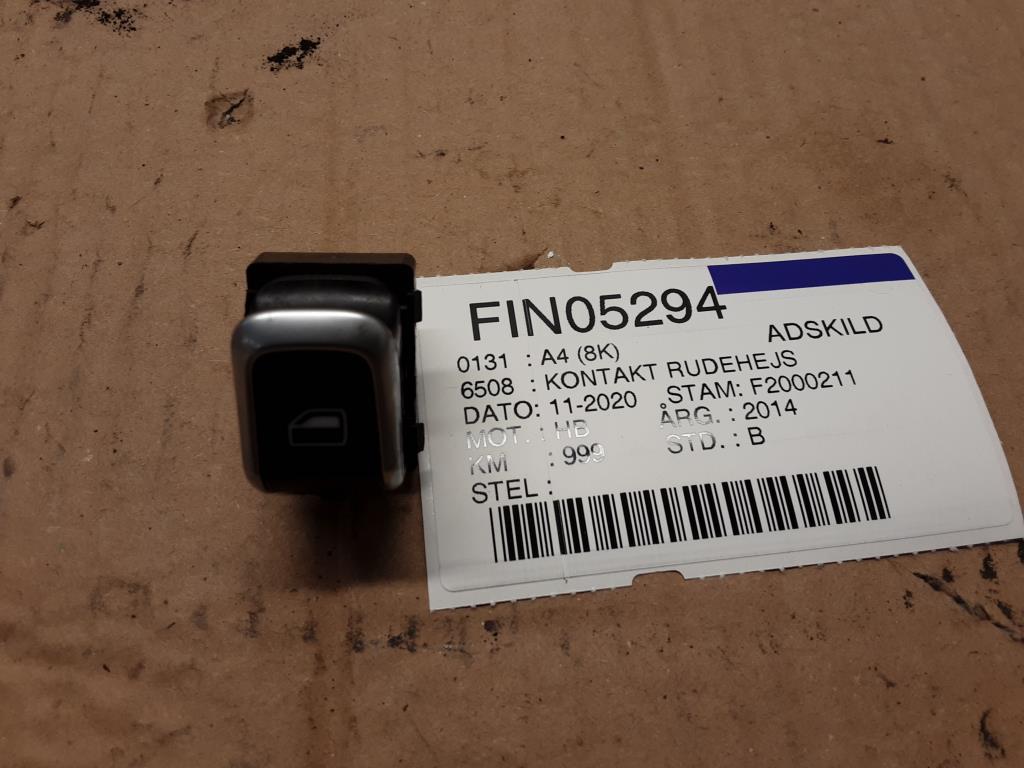 FIN05294
ADSKILD
0131 : A4 (8K)
6508 : KONTAKT RUDEHEJS
DATO: 11-2020 STAM: F2000211
MOT. : HB ÅRG. : 2014
KM : 999 STD. : B
STEL :